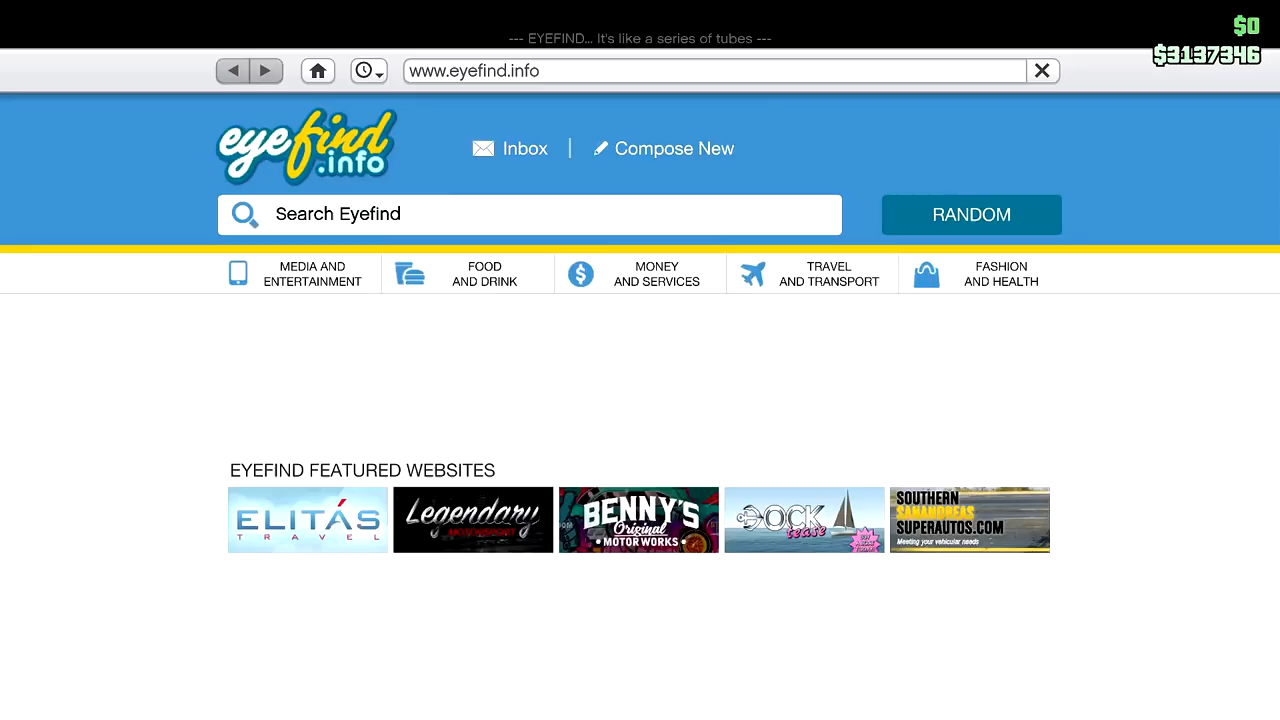 $0
--- EYEFIND... It's like a series of tubes ---
$3137346
www.eyefind.info
eyefind
.info
Inbox
Compose New
Search Eyefind
RANDOM
MEDIA AND
ENTERTAINMENT
FOOD
AND DRINK
MONEY
AND SERVICES
TRAVEL
AND TRANSPORT
FASHION
AND HEALTH
EYEFIND FEATURED WEBSITES
ELITÁS
TRAVEL
Legendary
MOTORSPORT
BENNY'S
Original
•MOTORWORKS•
DOCK
tease
SOUTHERN
SANANDREAS
SUPERAUTOS.COM
Meeting your vehicular needs